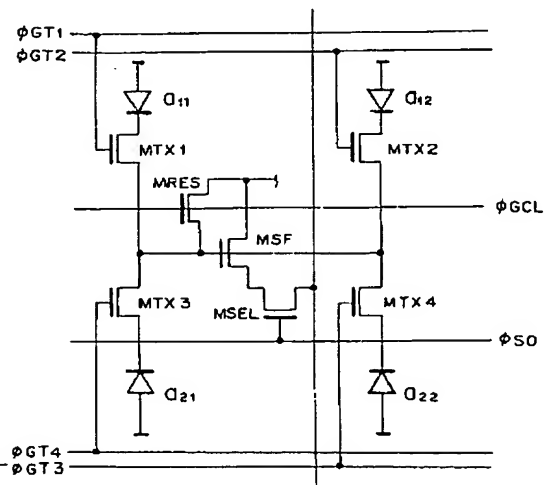 φGT1
φGT2
a11
a12
MTX1
MTX2
MRES
φGCL
MSF
MTX3
MTX4
MSEL
φSO
a21
a22
φGT4
φGT3